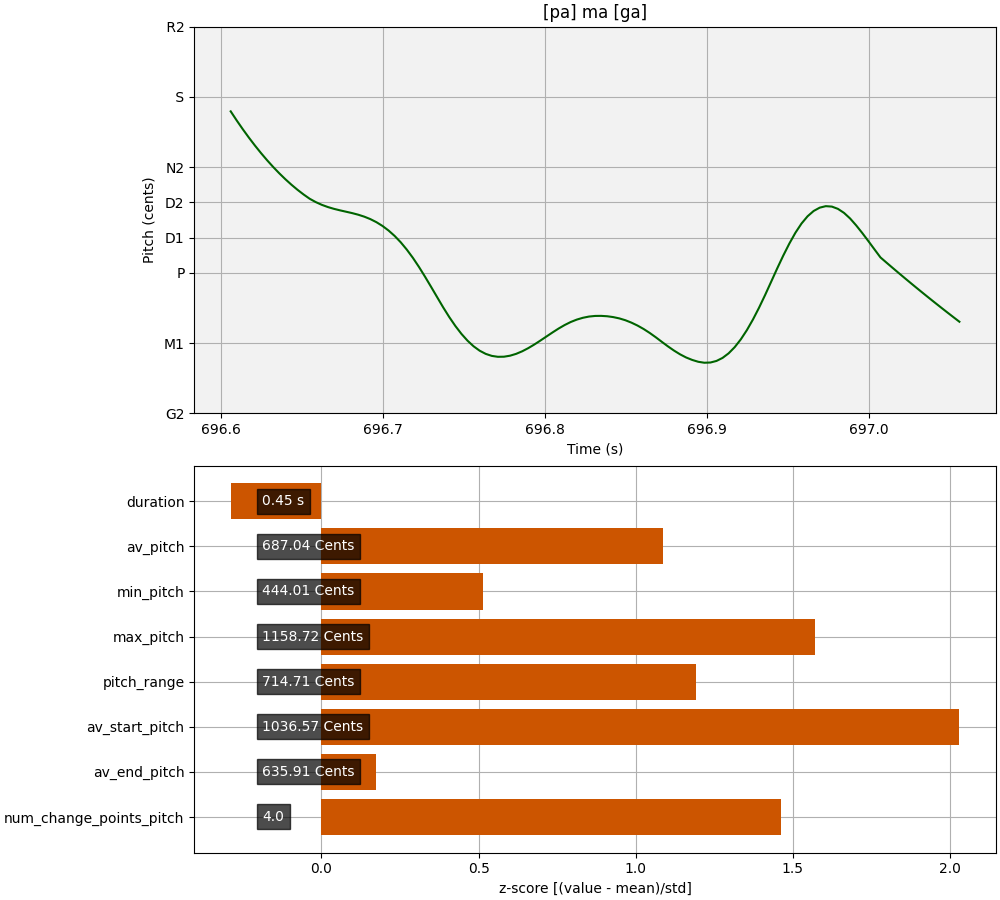 [pa] ma [ga]
R2
S
N2
D2
D1
P
M1
G2
Pitch (cents)
696.6 696.7 696.8 696.9 697.0
Time (s)
duration 0.45 s
av_pitch 687.04 Cents
min_pitch 444.01 Cents
max_pitch 1158.72 Cents
pitch_range 714.71 Cents
av_start_pitch 1036.57 Cents
av_end_pitch 635.91 Cents
num_change_points_pitch 4.0
0.0 0.5 1.0 1.5 2.0
z-score [(value - mean)/std]